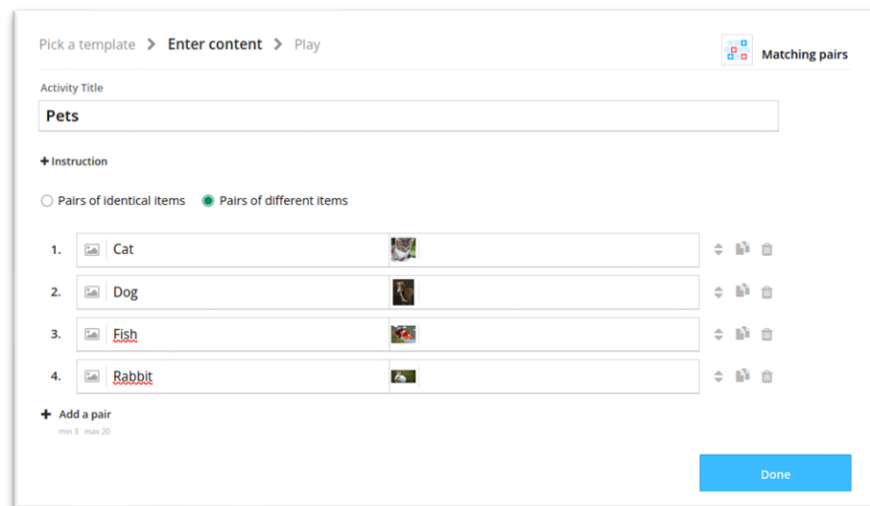 Pick a template > Enter content > Play
Matching pairs
Activity Title
Pets
+ Instruction
Pairs of identical items Pairs of different items
1. Cat
2. Dog
3. Fish
4. Rabbit
+ Add a pair
min 3 max 20
Done